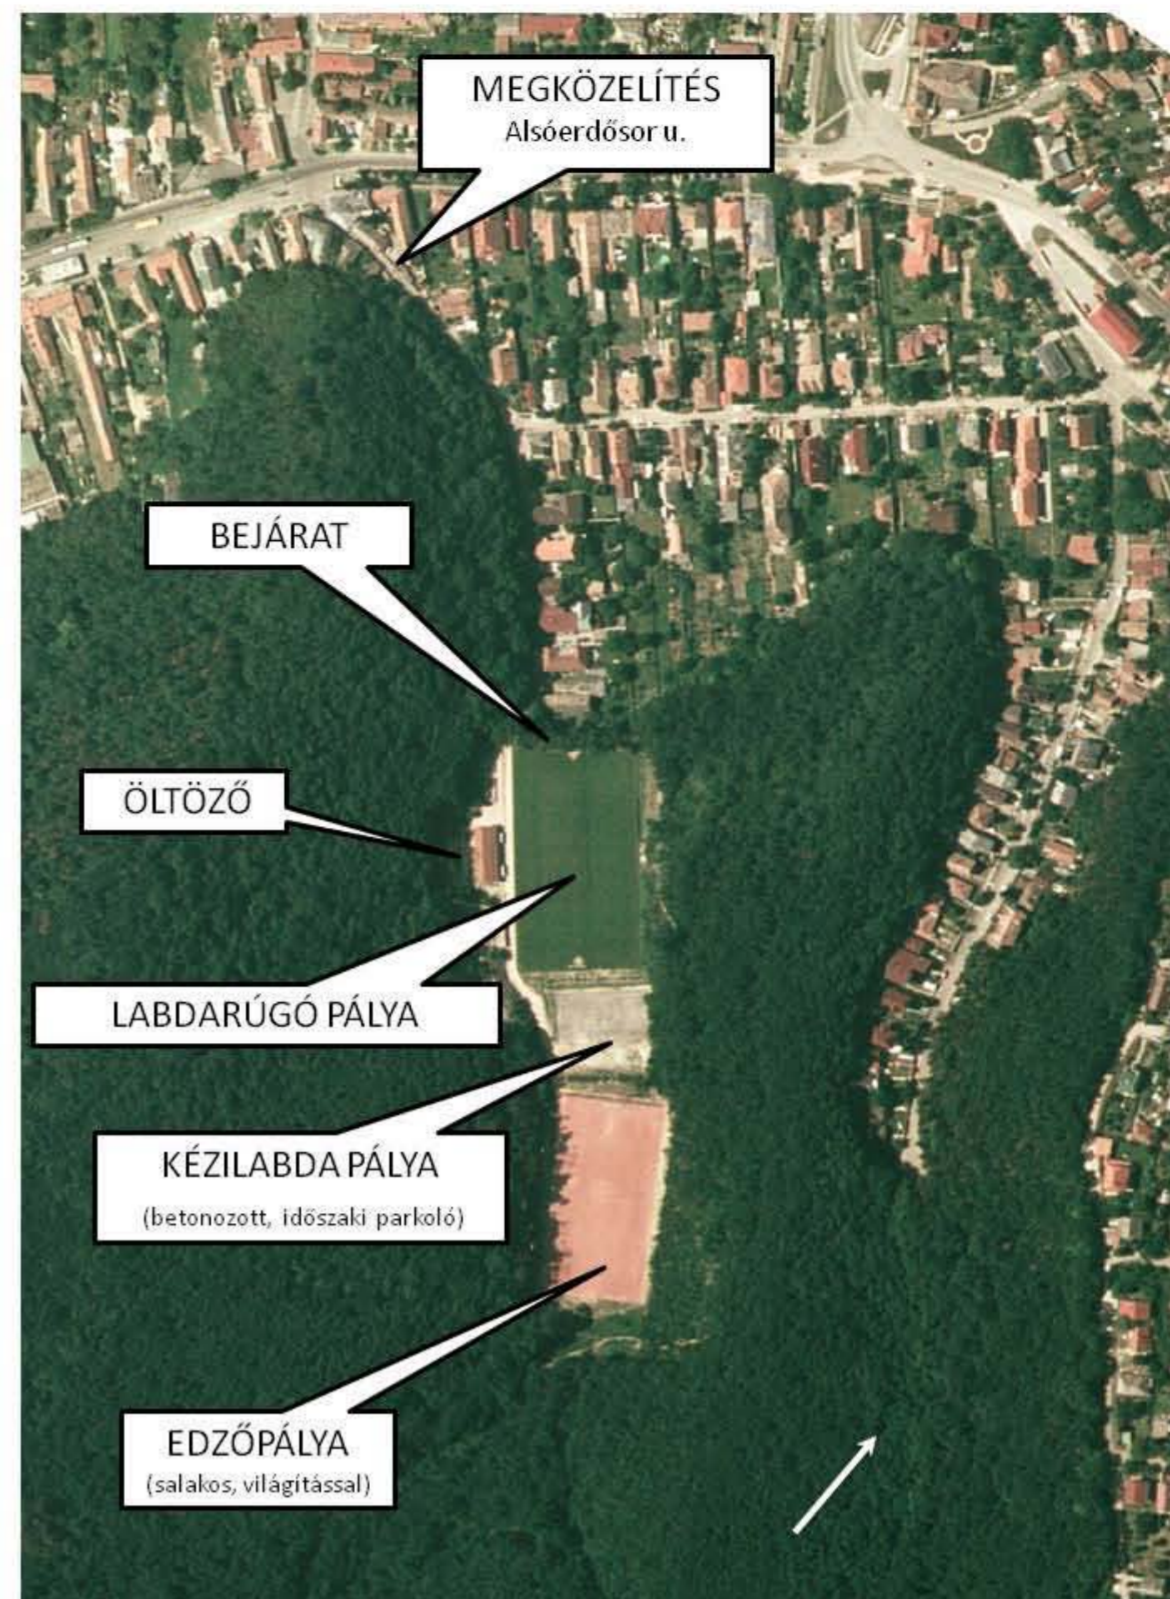 MEGKÖZELÍTÉS
Alsóerdősor u.
BEJÁRAT
ÖLTÖZŐ
LABDARÚGÓ PÁLYA
KÉZILABDA PÁLYA
(betonozott, időszaki parkoló)
EDZŐPÁLYA
(salakos, világítással)